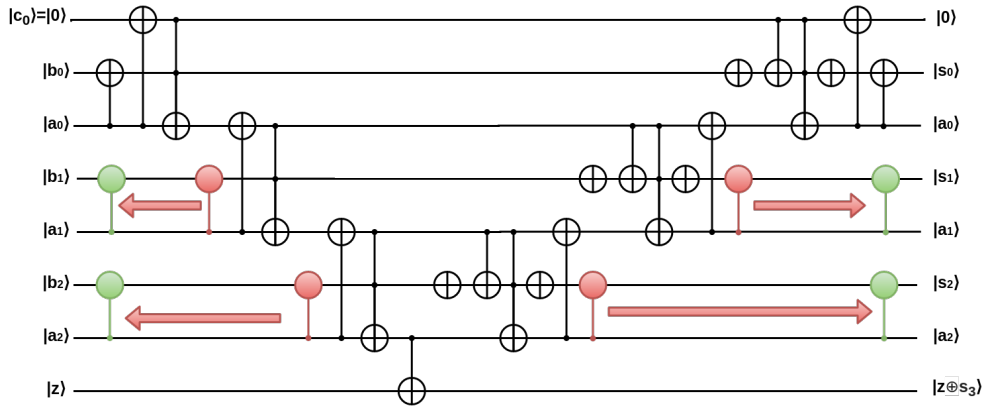 |c₀⟩=|0⟩ |0⟩
|b₀⟩ |s₀⟩
|a₀⟩ |a₀⟩
|b₁⟩ |s₁⟩
|a₁⟩ |a₁⟩
|b₂⟩ |s₂⟩
|a₂⟩ |a₂⟩
|z⟩ |z⊕s₃⟩